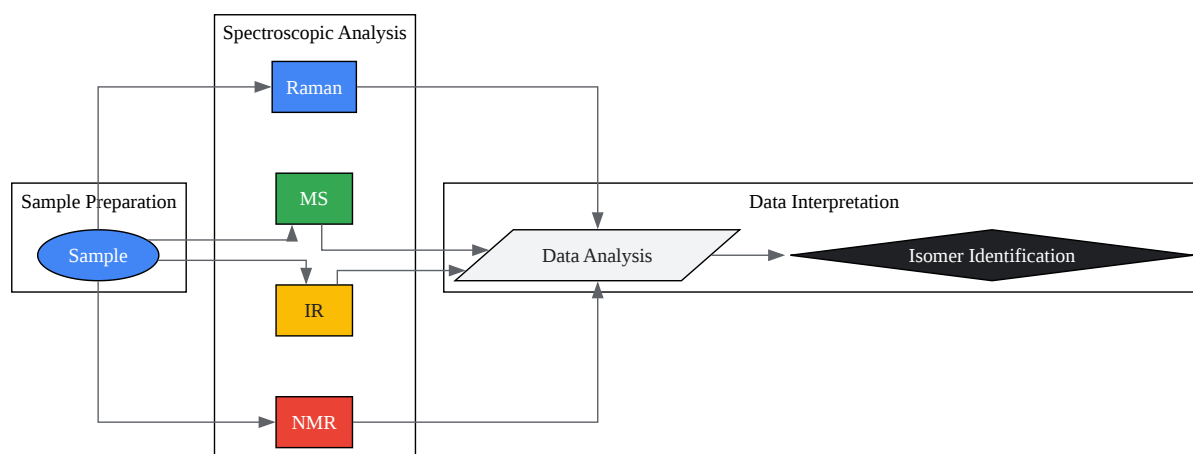 Spectroscopic Analysis
Raman
MS
IR
NMR
Sample Preparation
Sample
Data Interpretation
Data Analysis
Isomer Identification